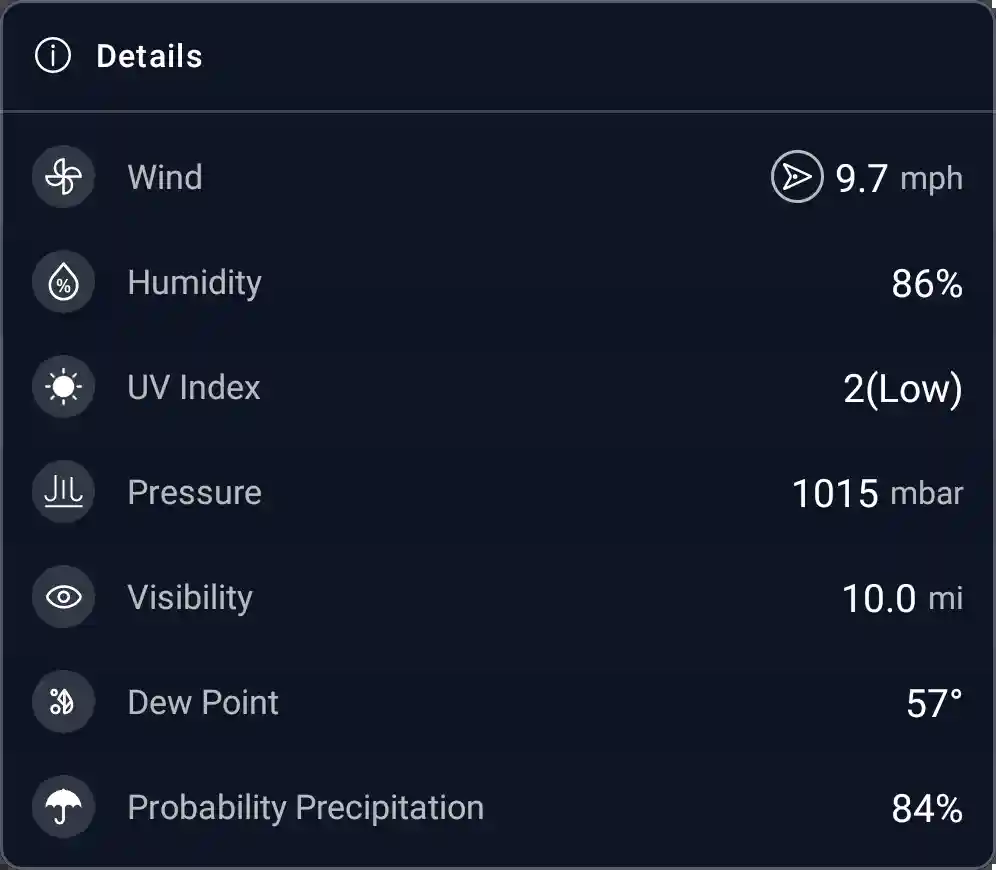 Details
Wind 9.7 mph
Humidity 86%
UV Index 2(Low)
Pressure 1015 mbar
Visibility 10.0 mi
Dew Point 57°
Probability Precipitation 84%